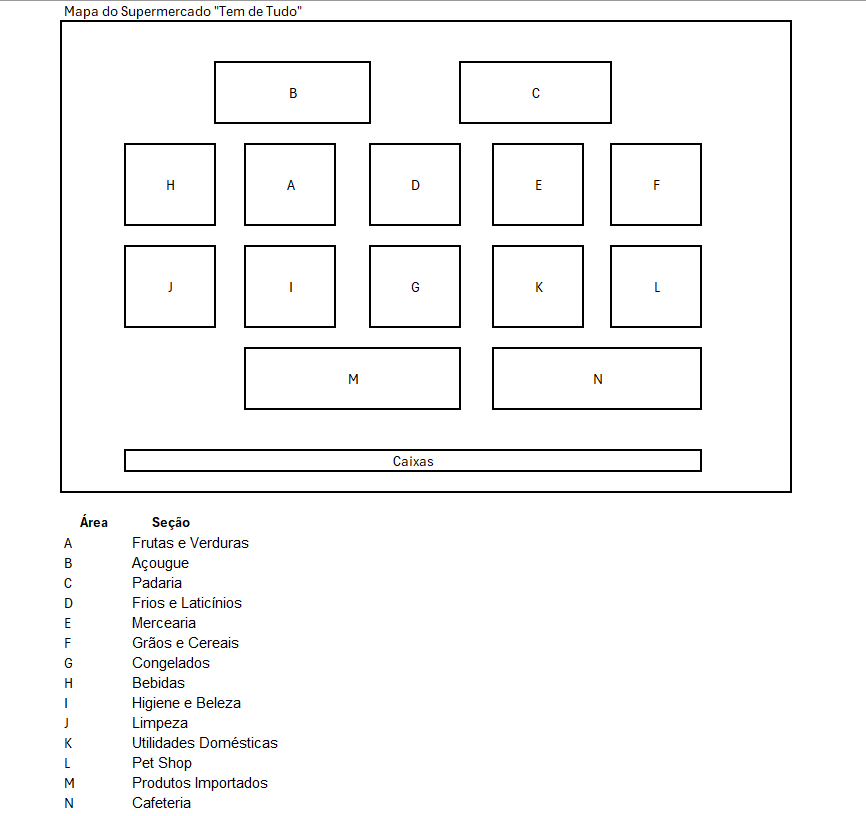 Mapa do Supermercado "Tem de Tudo"
B C
H A D E F
J I G K L
M N
Caixas
Área Seção
A Frutas e Verduras
B Açougue
C Padaria
D Frios e Laticínios
E Mercearia
F Grãos e Cereais
G Congelados
H Bebidas
I Higiene e Beleza
J Limpeza
K Utilidades Domésticas
L Pet Shop
M Produtos Importados
N Cafeteria